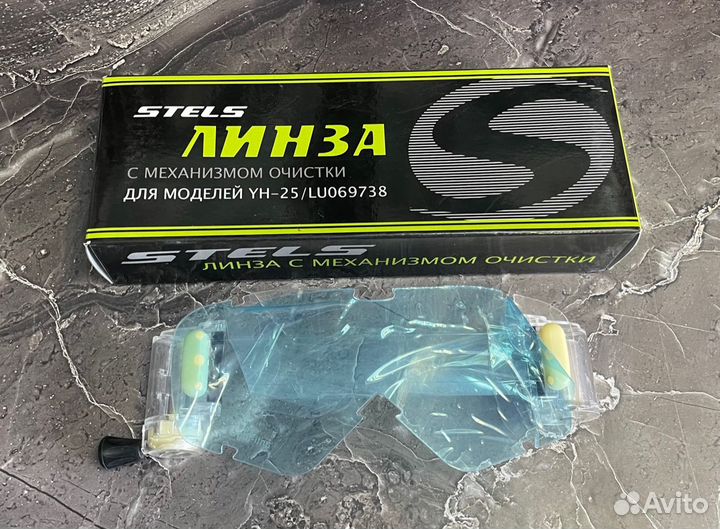 STELS
ЛИНЗА
С МЕХАНИЗМОМ ОЧИСТКИ
ДЛЯ МОДЕЛЕЙ YH-25/LU069738
STELS
ЛИНЗА С МЕХАНИЗМОМ ОЧИСТКИ
Avito